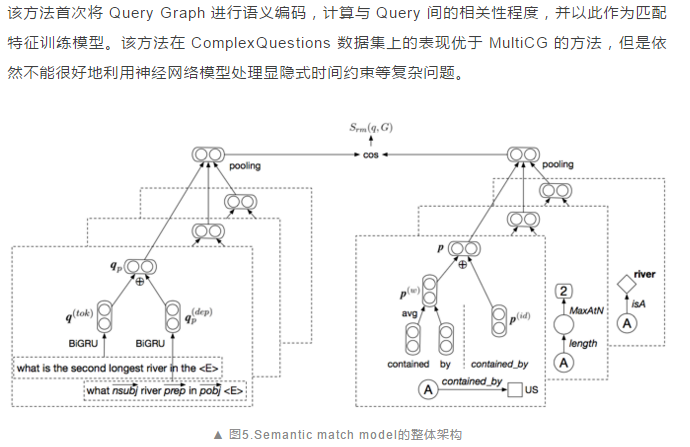 该方法首次将 Query Graph 进行语义编码，计算与 Query 间的相关性程度，并以此作为匹配
特征训练模型。该方法在 ComplexQuestions 数据集上的表现优于 MultiCG 的方法，但是依
然不能很好地利用神经网络模型处理显隐式时间约束等复杂问题。
S_rm(q, G)
cos
pooling
pooling
q_p
⊕
q^(tok)
q_p^(dep)
BiGRU
BiGRU
what is the second longest river in the <E>
what nsubj river prep in pobj <E>
p
⊕
p^(w)
avg
p^(id)
contained by
contained_by
A
contained_by
US
2
MaxAtN
length
A
river
isA
A
▲ 图5.Semantic match model的整体架构